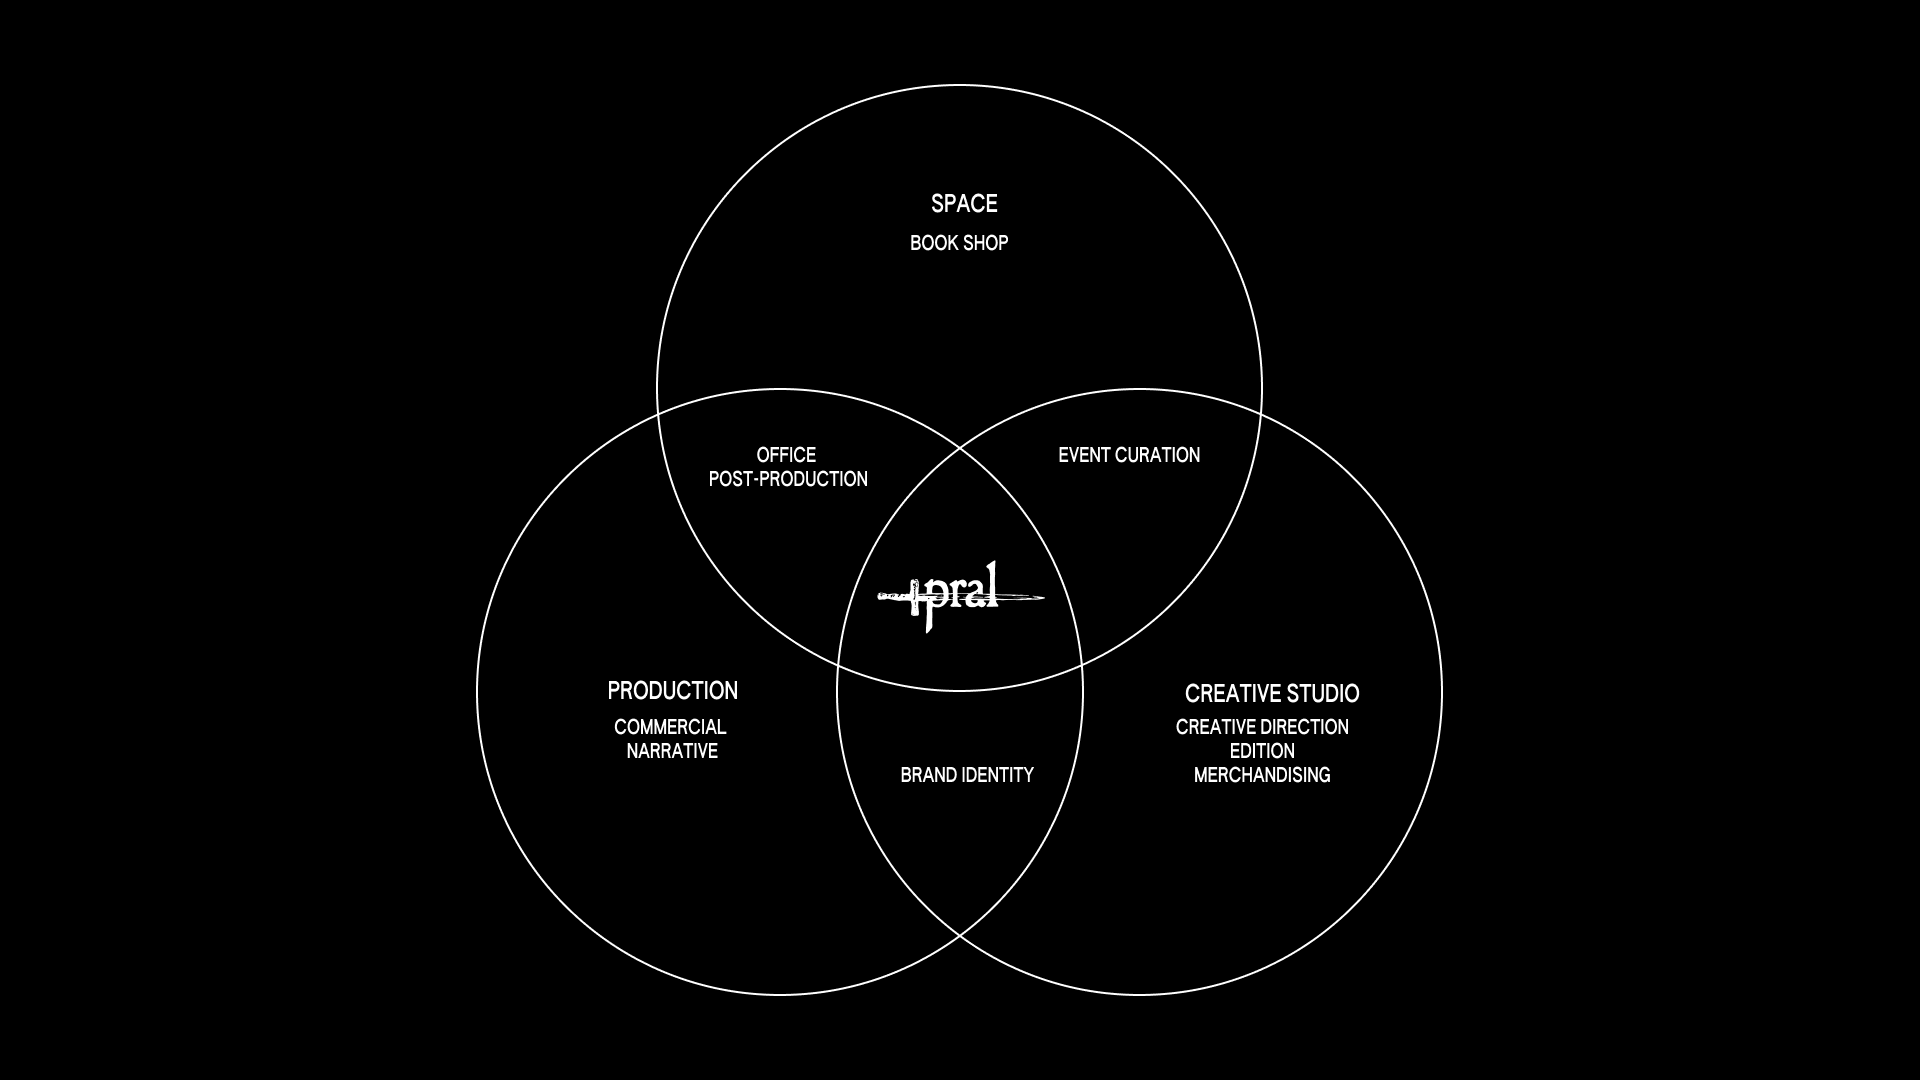 SPACE
BOOK SHOP
OFFICE
POST-PRODUCTION
EVENT CURATION
pral
PRODUCTION
COMMERCIAL
NARRATIVE
CREATIVE STUDIO
CREATIVE DIRECTION
EDITION
MERCHANDISING
BRAND IDENTITY